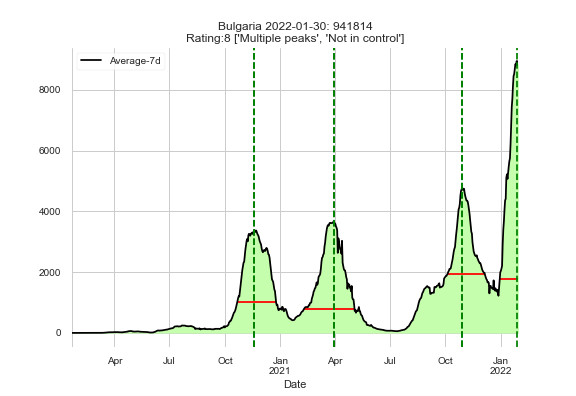 Bulgaria 2022-01-30: 941814
Rating:8 ['Multiple peaks', 'Not in control']
Average-7d
8000
6000
4000
2000
0
Apr Jul Oct Jan Apr Jul Oct Jan
2021 2022
Date